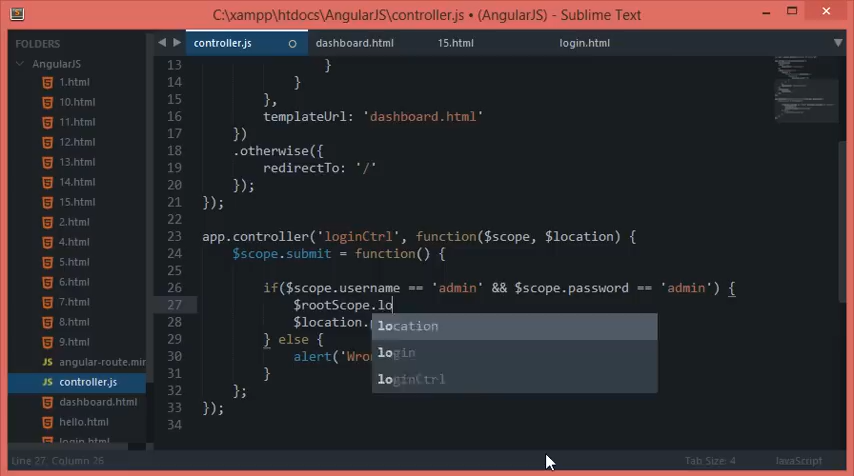 C:\xampp\htdocs\AngularJS\controller.js • (AngularJS) - Sublime Text
FOLDERS
AngularJS
1.html
10.html
11.html
12.html
13.html
14.html
15.html
2.html
4.html
5.html
6.html
7.html
8.html
9.html
JS angular-route.min
JS controller.js
dashboard.html
hello.html
login.html
controller.js
dashboard.html
15.html
login.html
13 }
14 }
15 },
16 templateUrl: 'dashboard.html'
17 })
18 .otherwise({
19 redirectTo: '/'
20 });
21 });
22
23 app.controller('loginCtrl', function($scope, $location) {
24 $scope.submit = function() {
25
26 if($scope.username == 'admin' && $scope.password == 'admin') {
27 $rootScope.lo
28 $location.
29 } else {
30 alert('Wro
31 }
32 };
33 });
34
location
login
loginCtrl
Line 27, Column 26
Tab Size: 4
JavaScript